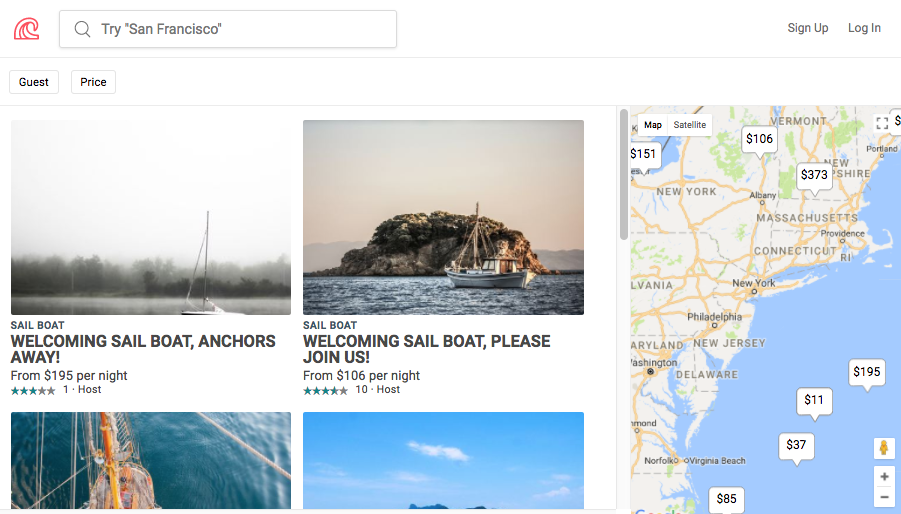 Try "San Francisco"
Sign Up
Log In
Guest
Price
SAIL BOAT
WELCOMING SAIL BOAT, ANCHORS
AWAY!
From $195 per night
1 · Host
SAIL BOAT
WELCOMING SAIL BOAT, PLEASE
JOIN US!
From $106 per night
10 · Host
Map
Satellite
VERMONT
$106
Portland
$151
$373
NEW
PSHIRE
NEW YORK
Albany
MASSACHUSETTS
Providence
CONNECTICUT
RI
LVANIA
New York
Philadelphia
ARYLAND
NEW JERSEY
Washington
DELAWARE
$195
$11
mond
$37
Norfolk
Virginia Beach
$85